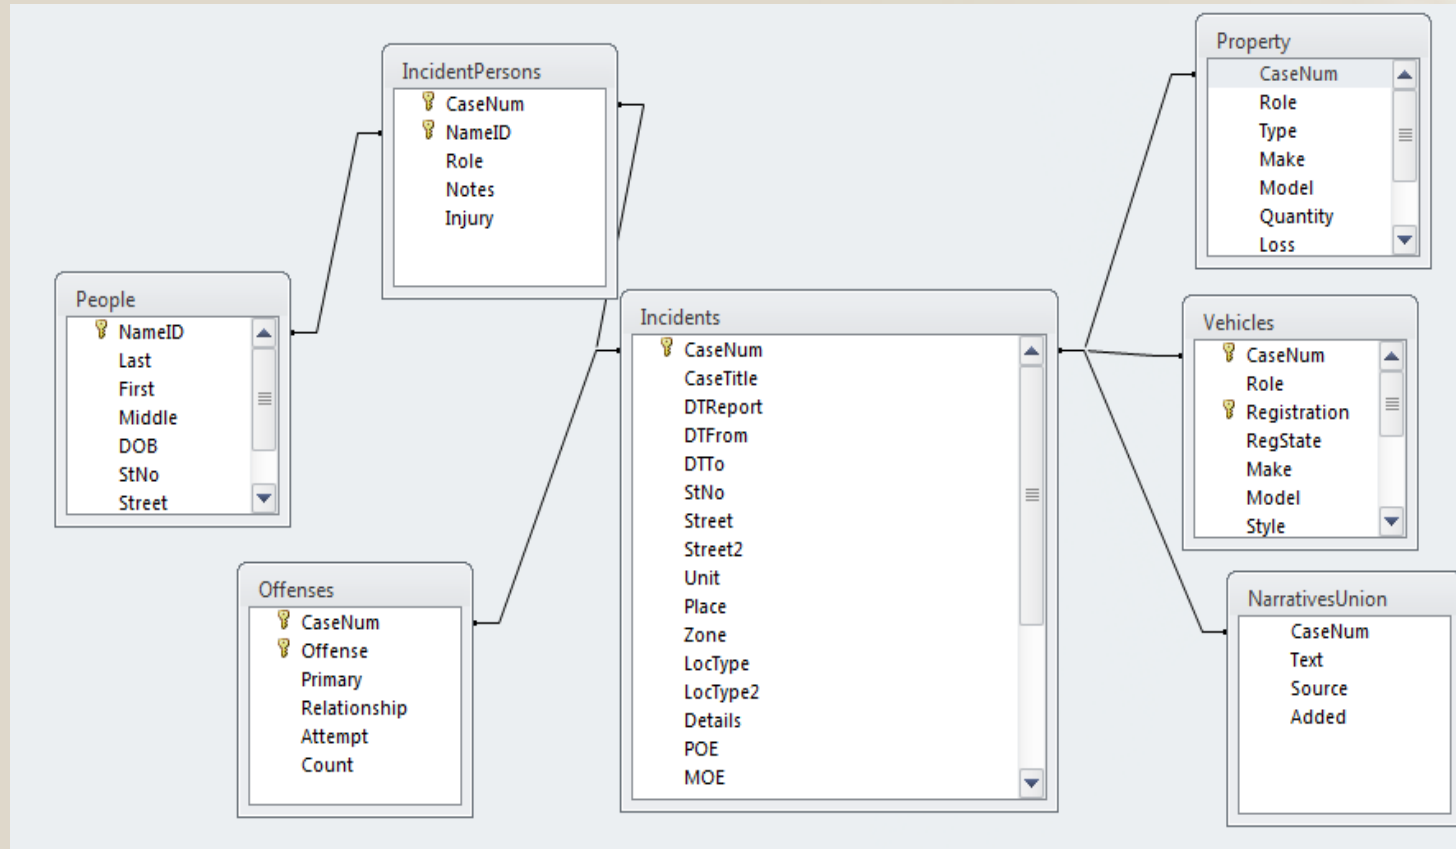 IncidentPersons
CaseNum
NameID
Role
Notes
Injury
People
NameID
Last
First
Middle
DOB
StNo
Street
Offenses
CaseNum
Offense
Primary
Relationship
Attempt
Count
Incidents
CaseNum
CaseTitle
DTReport
DTFrom
DTTo
StNo
Street
Street2
Unit
Place
Zone
LocType
LocType2
Details
POE
MOE
Property
CaseNum
Role
Type
Make
Model
Quantity
Loss
Vehicles
CaseNum
Role
Registration
RegState
Make
Model
Style
NarrativesUnion
CaseNum
Text
Source
Added